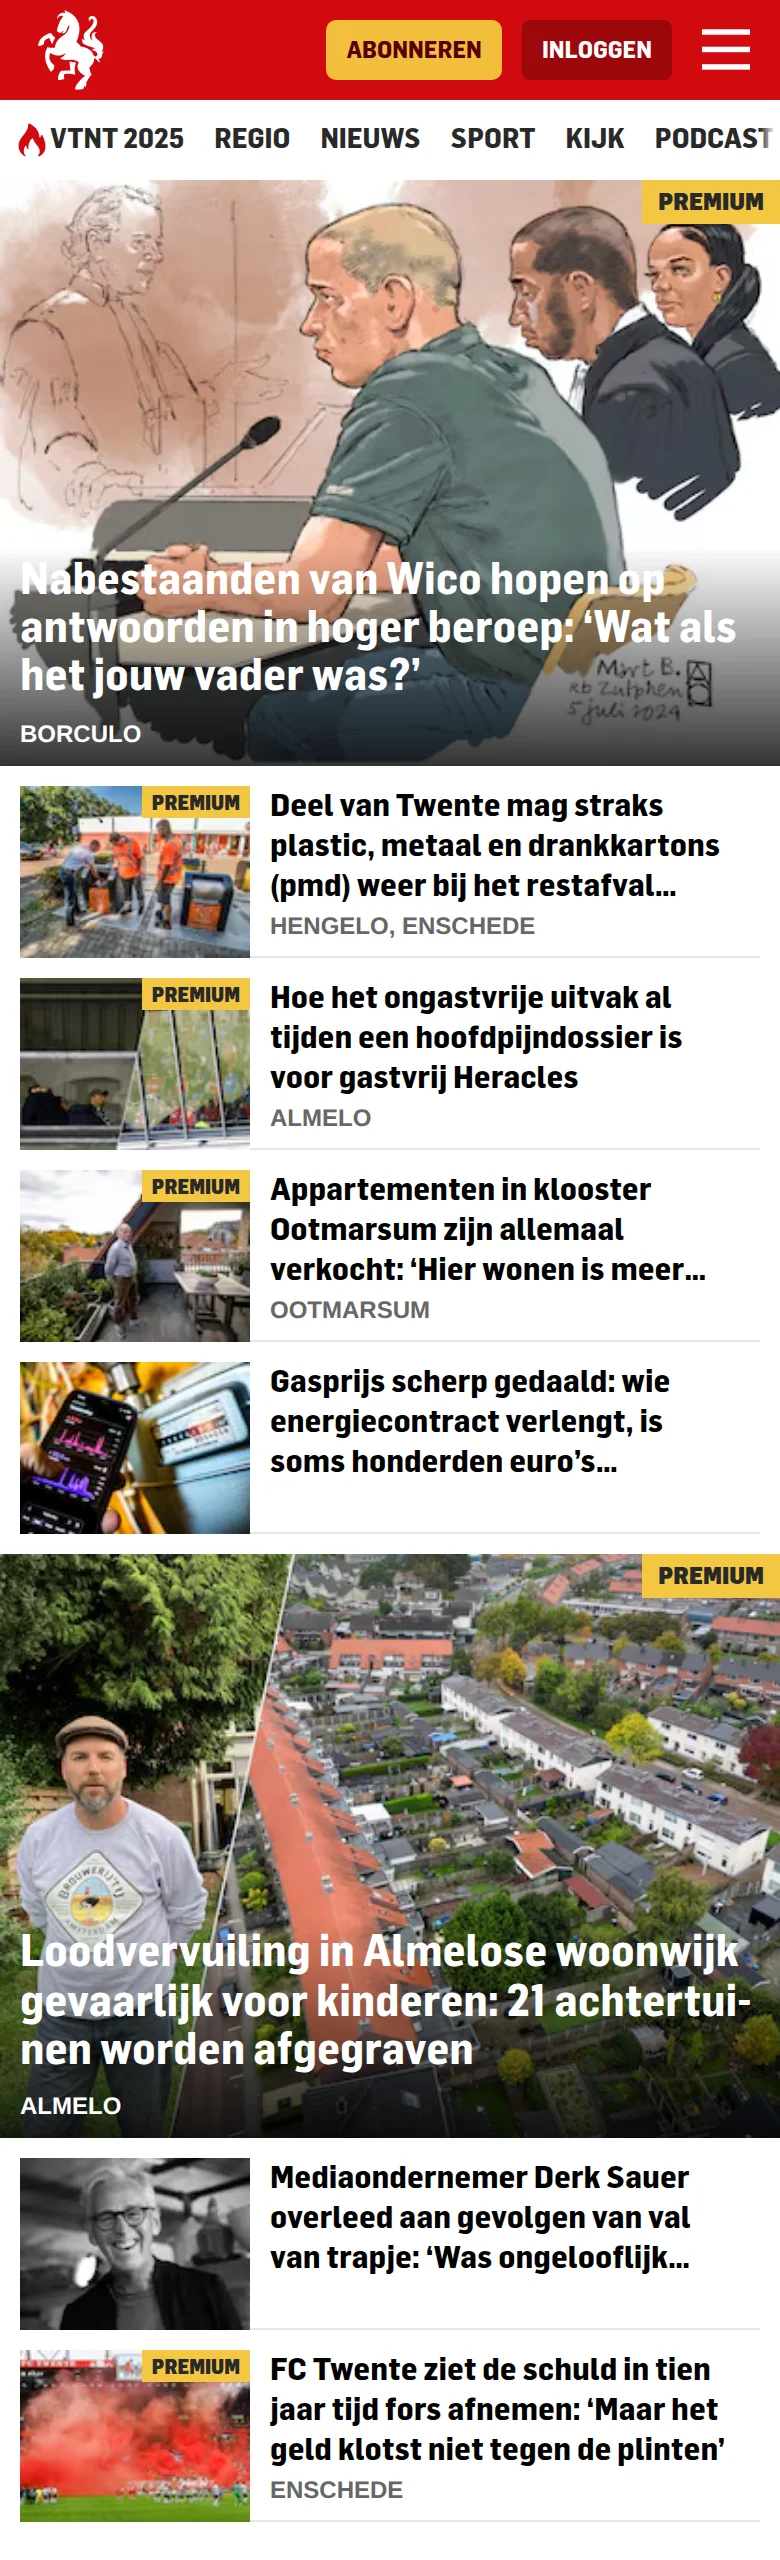 ABONNEREN
INLOGGEN
VTNT 2025 REGIO NIEUWS SPORT KIJK PODCAST
PREMIUM
Nabestaanden van Wico hopen op
antwoorden in hoger beroep: ‘Wat als
het jouw vader was?’
Mart B.
Rb Zutphen
5 juli 2024
BORCULO
PREMIUM
Deel van Twente mag straks
plastic, metaal en drankkartons
(pmd) weer bij het restafval...
HENGELO, ENSCHEDE
PREMIUM
Hoe het ongastvrije uitvak al
tijden een hoofdpijndossier is
voor gastvrij Heracles
ALMELO
PREMIUM
Appartementen in klooster
Ootmarsum zijn allemaal
verkocht: ‘Hier wonen is meer...
OOTMARSUM
Gasprijs scherp gedaald: wie
energiecontract verlengt, is
soms honderden euro’s...
PREMIUM
BROUWERIJ 'T IJ
AMSTERDAM
Loodvervuiling in Almelose woonwijk
gevaarlijk voor kinderen: 21 achtertui-
nen worden afgegraven
ALMELO
Mediaondernemer Derk Sauer
overleed aan gevolgen van val
van trapje: ‘Was ongelooflijk...
PREMIUM
FC Twente ziet de schuld in tien
jaar tijd fors afnemen: ‘Maar het
geld klotst niet tegen de plinten’
ENSCHEDE